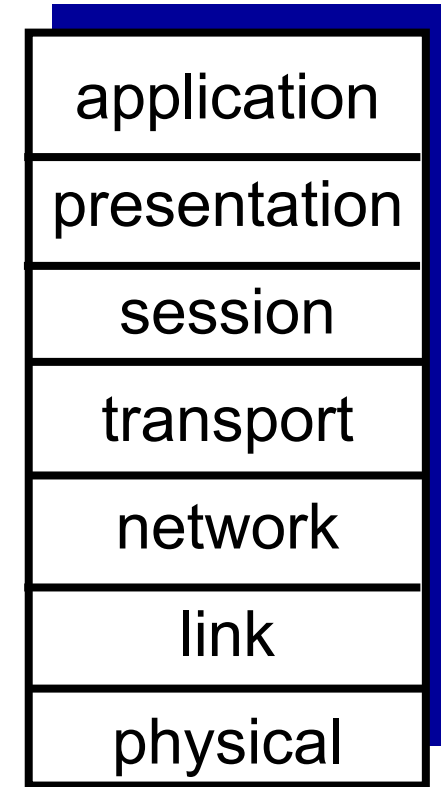 application
presentation
session
transport
network
link
physical